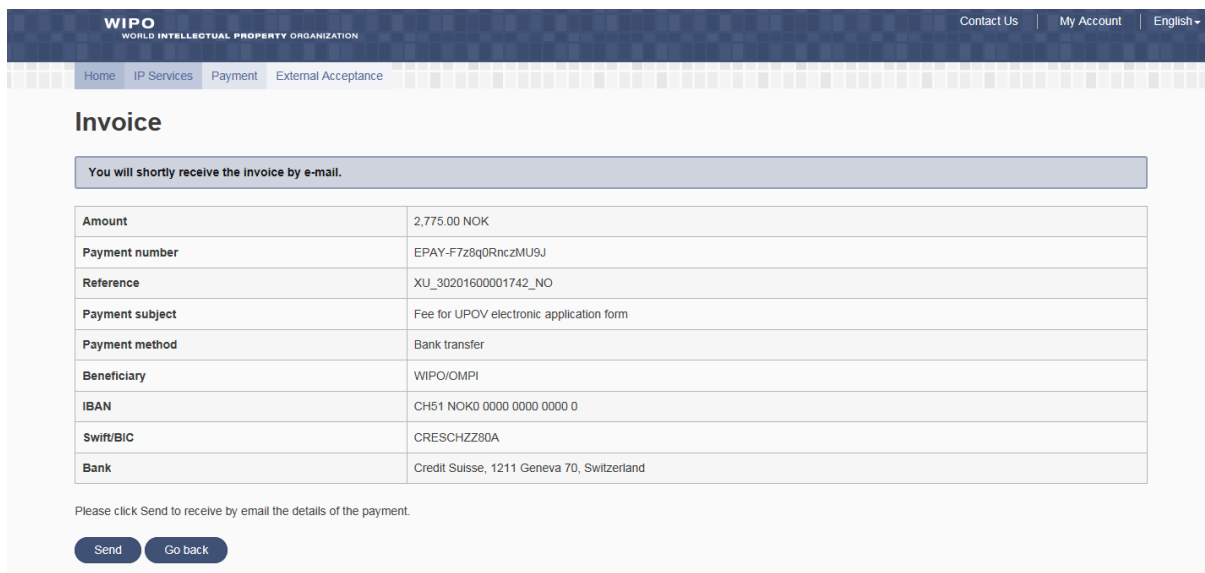 WIPO
WORLD INTELLECTUAL PROPERTY ORGANIZATION
Contact Us My Account English
Home IP Services Payment External Acceptance
Invoice
You will shortly receive the invoice by e-mail.
Amount 2,775.00 NOK
Payment number EPAY-F7z8q0RnczMU9J
Reference XU_30201600001742_NO
Payment subject Fee for UPOV electronic application form
Payment method Bank transfer
Beneficiary WIPO/OMPI
IBAN CH51 NOK0 0000 0000 0000 0
Swift/BIC CRESCHZZ80A
Bank Credit Suisse, 1211 Geneva 70, Switzerland
Please click Send to receive by email the details of the payment.
Send Go back